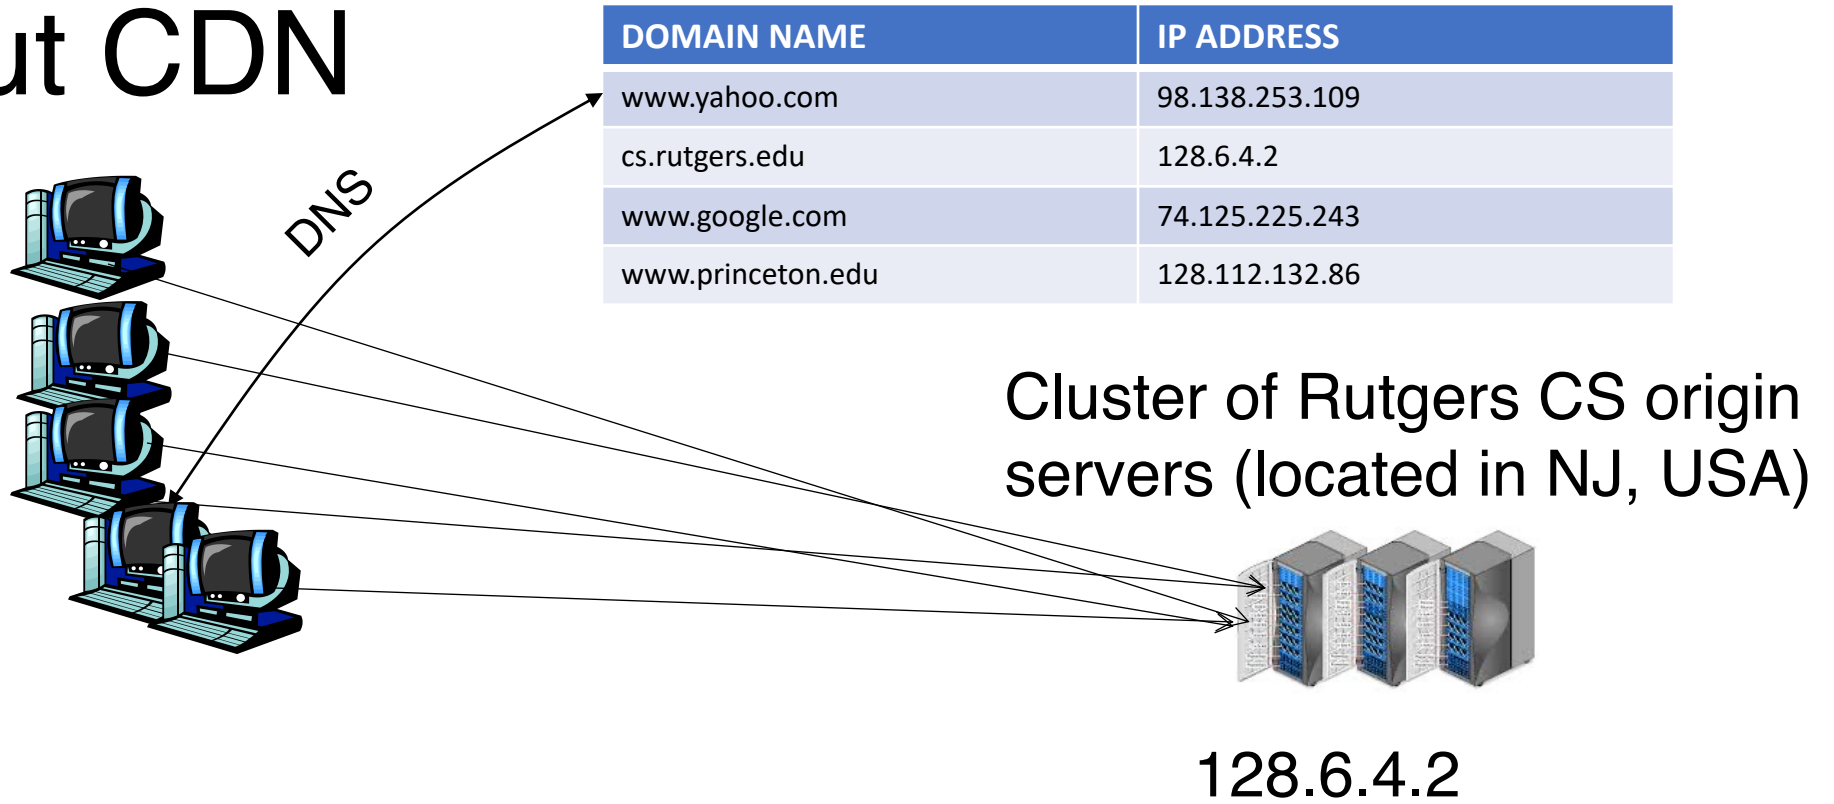 ut CDN
DOMAIN NAME IP ADDRESS
www.yahoo.com 98.138.253.109
cs.rutgers.edu 128.6.4.2
www.google.com 74.125.225.243
www.princeton.edu 128.112.132.86
DNS
Cluster of Rutgers CS origin
servers (located in NJ, USA)
128.6.4.2